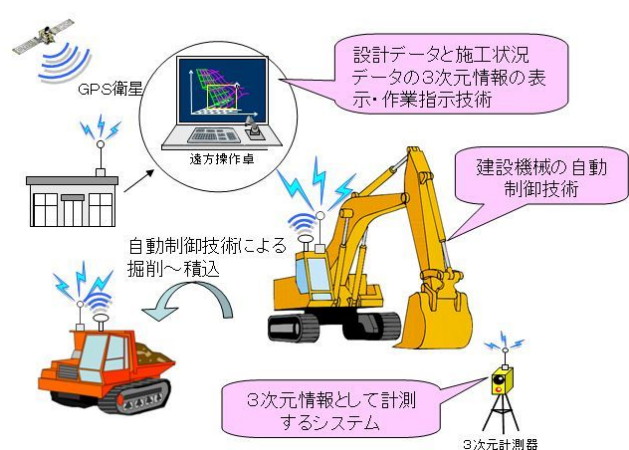 GPS衛星
設計データと施工状況
データの３次元情報の表
示・作業指示技術
遠方操作卓
建設機械の自動
制御技術
自動制御技術による
掘削～積込
３次元情報として計測
するシステム
３次元計測器